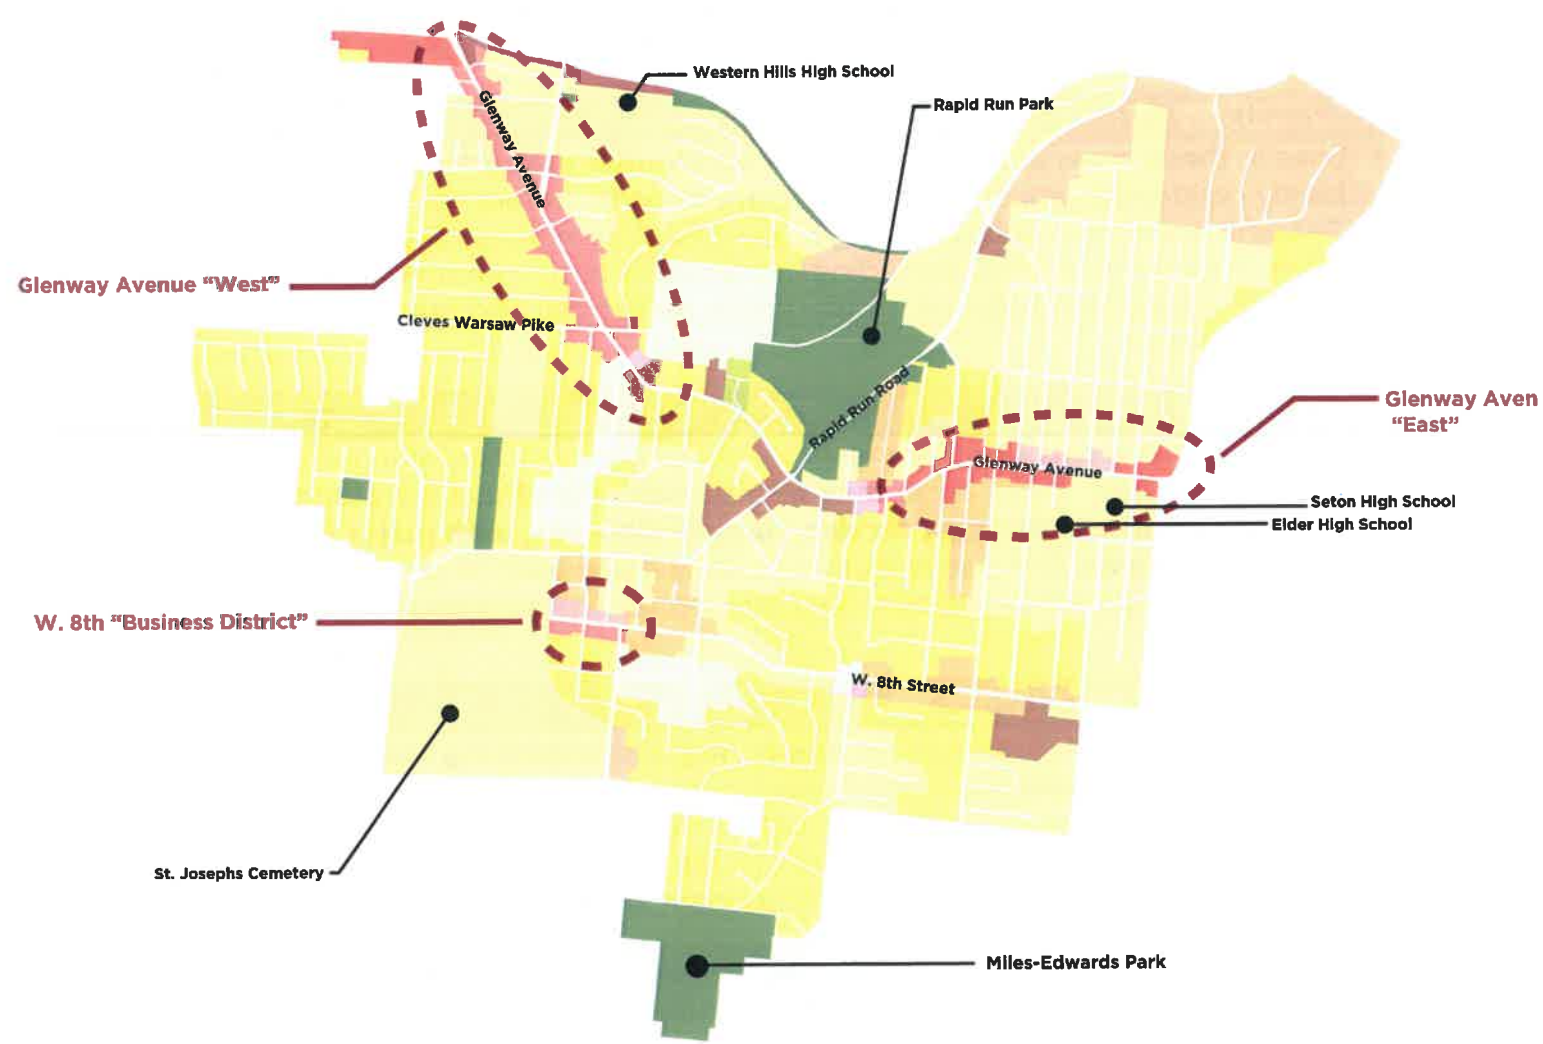 Western Hills High School
Rapid Run Park
Glenway Avenue
Glenway Avenue “West”
Cleves Warsaw Pike
Rapid Run Road
Glenway Aven
“East”
Glenway Avenue
Seton High School
Elder High School
W. 8th “Business District”
W. 8th Street
St. Josephs Cemetery
Miles-Edwards Park